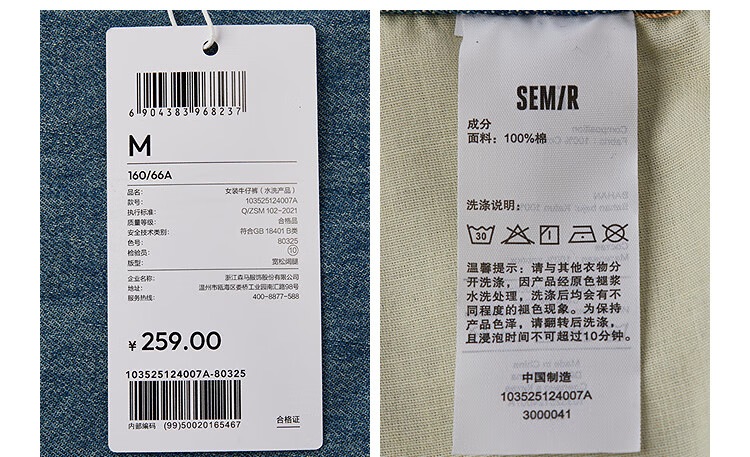 6904383968237
M
160/66A
品名: 女装牛仔裤（水洗产品）
款号: 103525124007A
执行标准: Q/ZSM 102-2021
质量等级: 合格品
安全技术类别: 符合GB 18401 B类
色号: 80325
检验员: 10
版型: 宽松阔腿
企业名称: 浙江森马服饰股份有限公司
地址: 温州市瓯海区娄桥工业园南汇路98号
服务热线: 400-8877-588
¥ 259.00
103525124007A-80325
内部编码 (99)50020165467
合格证
SEM/R
成分
面料: 100%棉
洗涤说明:
30
温馨提示: 请与其他衣物分
开洗涤, 因产品经原色褪浆
水洗处理, 洗涤后均会有不
同程度的褪色现象。为保持
产品色泽, 请翻转后洗涤,
且浸泡时间不可超过10分钟。
中国制造
103525124007A
3000041